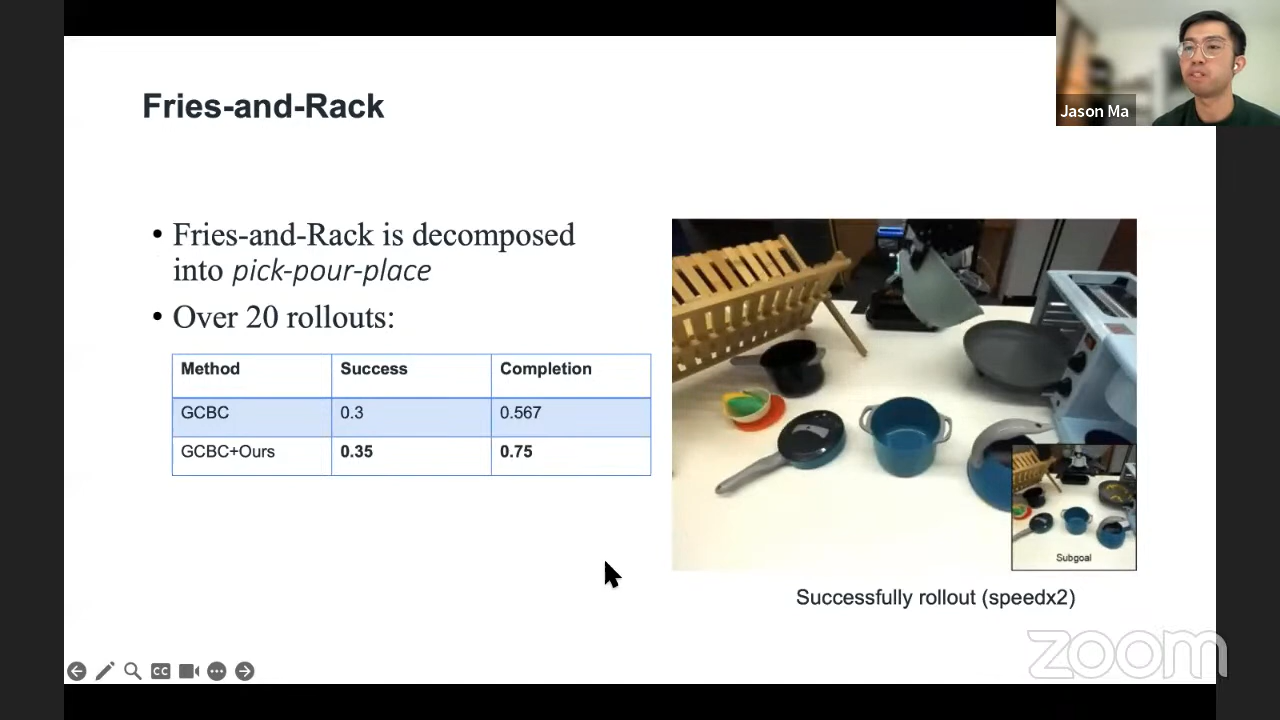 Fries-and-Rack
Jason Ma
• Fries-and-Rack is decomposed
into pick-pour-place
• Over 20 rollouts:
Method Success Completion
GCBC 0.3 0.567
GCBC+Ours 0.35 0.75
Subgoal
Successfully rollout (speedx2)
CC
zoom